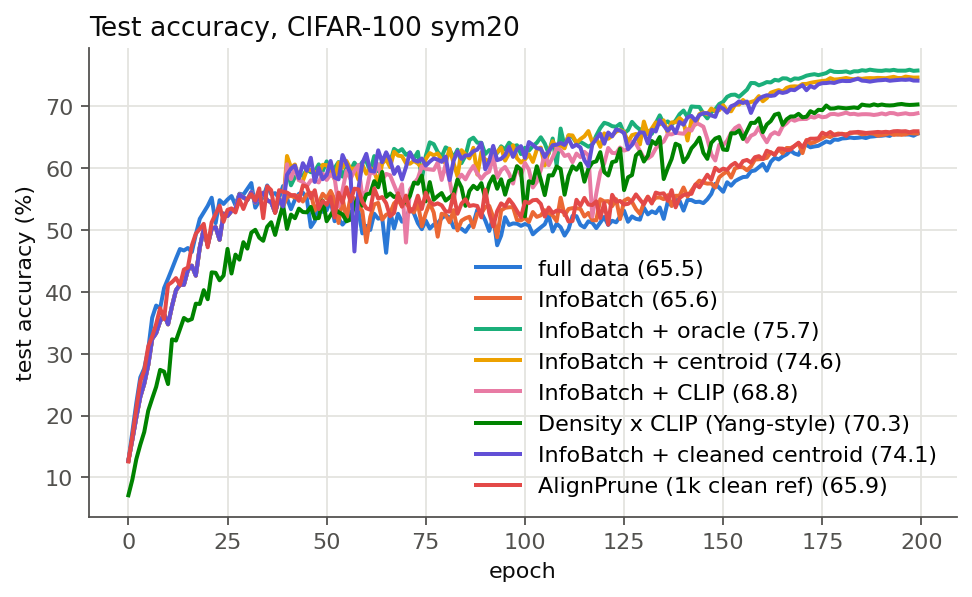 Test accuracy, CIFAR-100 sym20
test accuracy (%)
70
60
50
40
30
20
10
full data (65.5)
InfoBatch (65.6)
InfoBatch + oracle (75.7)
InfoBatch + centroid (74.6)
InfoBatch + CLIP (68.8)
Density x CLIP (Yang-style) (70.3)
InfoBatch + cleaned centroid (74.1)
AlignPrune (1k clean ref) (65.9)
0 25 50 75 100 125 150 175 200
epoch